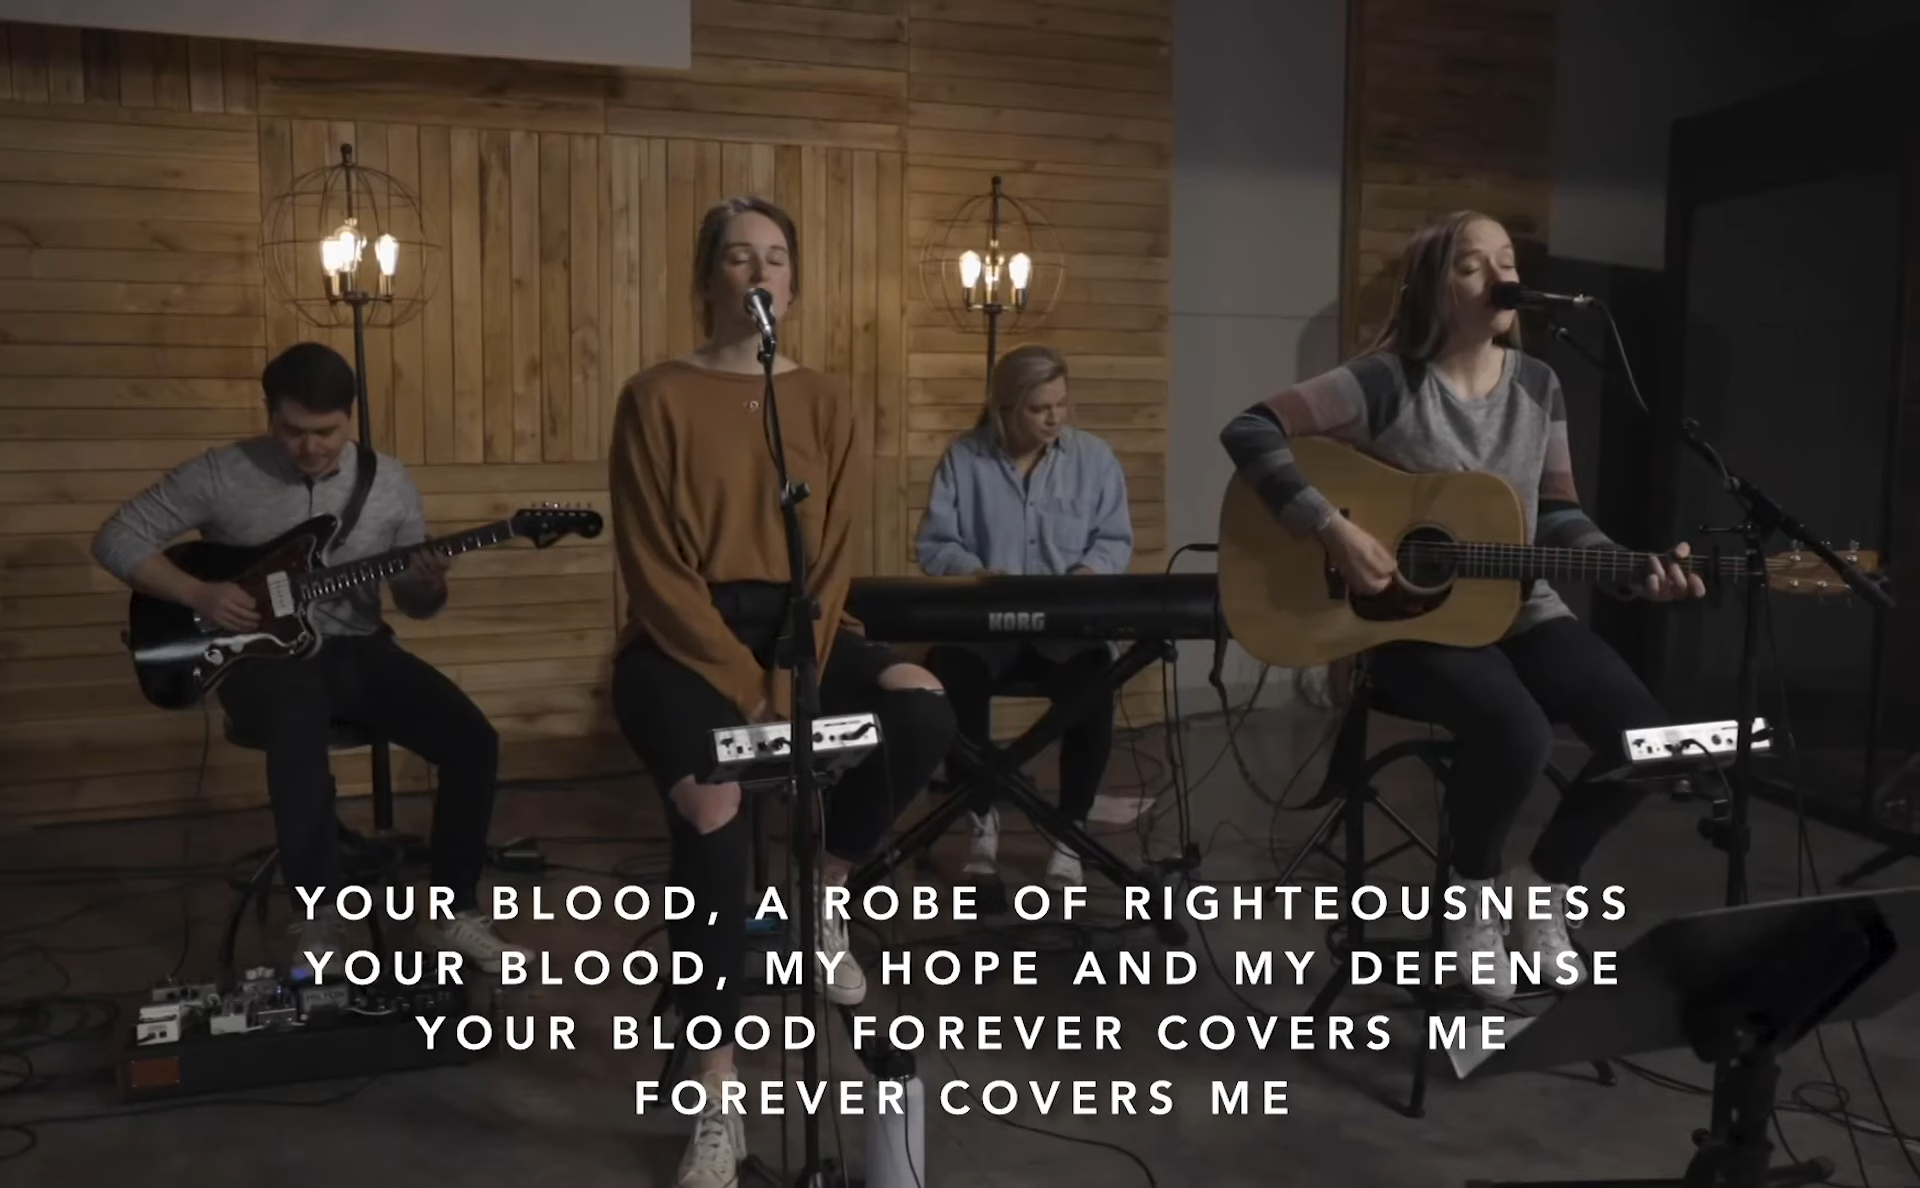 KORG
YOUR BLOOD, A ROBE OF RIGHTEOUSNESS
YOUR BLOOD, MY HOPE AND MY DEFENSE
HILTON
YOUR BLOOD FOREVER COVERS ME
FOREVER COVERS ME